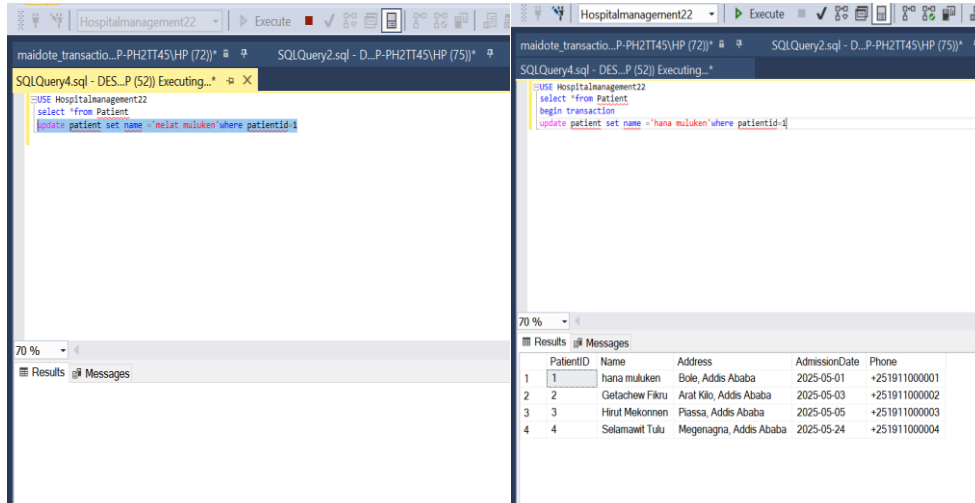 Hospitalmanagement22
Execute
maidote_transactio...P-PH2TT45\HP (72))*
SQLQuery2.sql - D...P-PH2TT45\HP (75))*
SQLQuery4.sql - DES...P (52)) Executing...*
USE Hospitalmanagement22
select *from Patient
update patient set name ='melat muluken'where patientid=1
70 %
Results
Messages
Hospitalmanagement22
Execute
maidote_transactio...P-PH2TT45\HP (72))*
SQLQuery2.sql - D...P-PH2TT45\HP (75))*
SQLQuery4.sql - DES...P (52)) Executing...*
USE Hospitalmanagement22
select *from Patient
begin transaction
update patient set name ='hana muluken'where patientid=1
70 %
Results
Messages
PatientID Name Address AdmissionDate Phone
1 1 hana muluken Bole, Addis Ababa 2025-05-01 +251911000001
2 2 Getachew Fikru Arat Kilo, Addis Ababa 2025-05-03 +251911000002
3 3 Hirut Mekonnen Piassa, Addis Ababa 2025-05-05 +251911000003
4 4 Selamawit Tulu Megenagna, Addis Ababa 2025-05-24 +251911000004